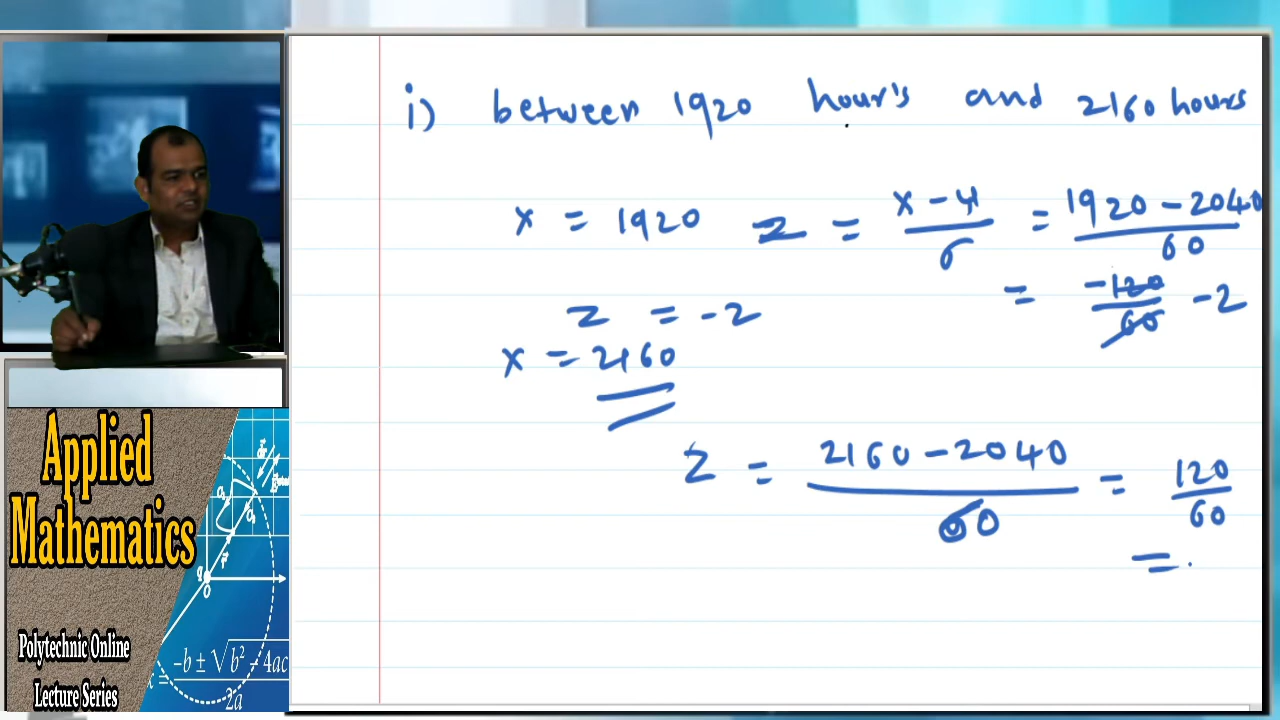 i) between 1920 hour's and 2160 hours
x = 1920 z = x - μ / σ = 1920 - 2040 / 60
= -120 / 60 -2
z = -2
x = 2160
z = 2160 - 2040 / 60 = 120 / 60
=
Applied
Mathematics
Polytechnic Online
Lecture Series
x = -b ± √b² - 4ac / 2a